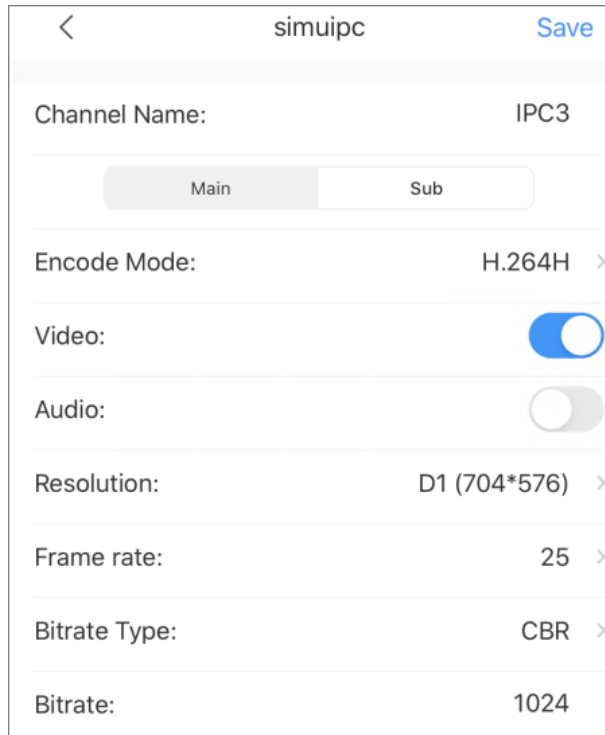 simuipc Save
Channel Name: IPC3
Main Sub
Encode Mode: H.264H
Video:
Audio:
Resolution: D1 (704*576)
Frame rate: 25
Bitrate Type: CBR
Bitrate: 1024